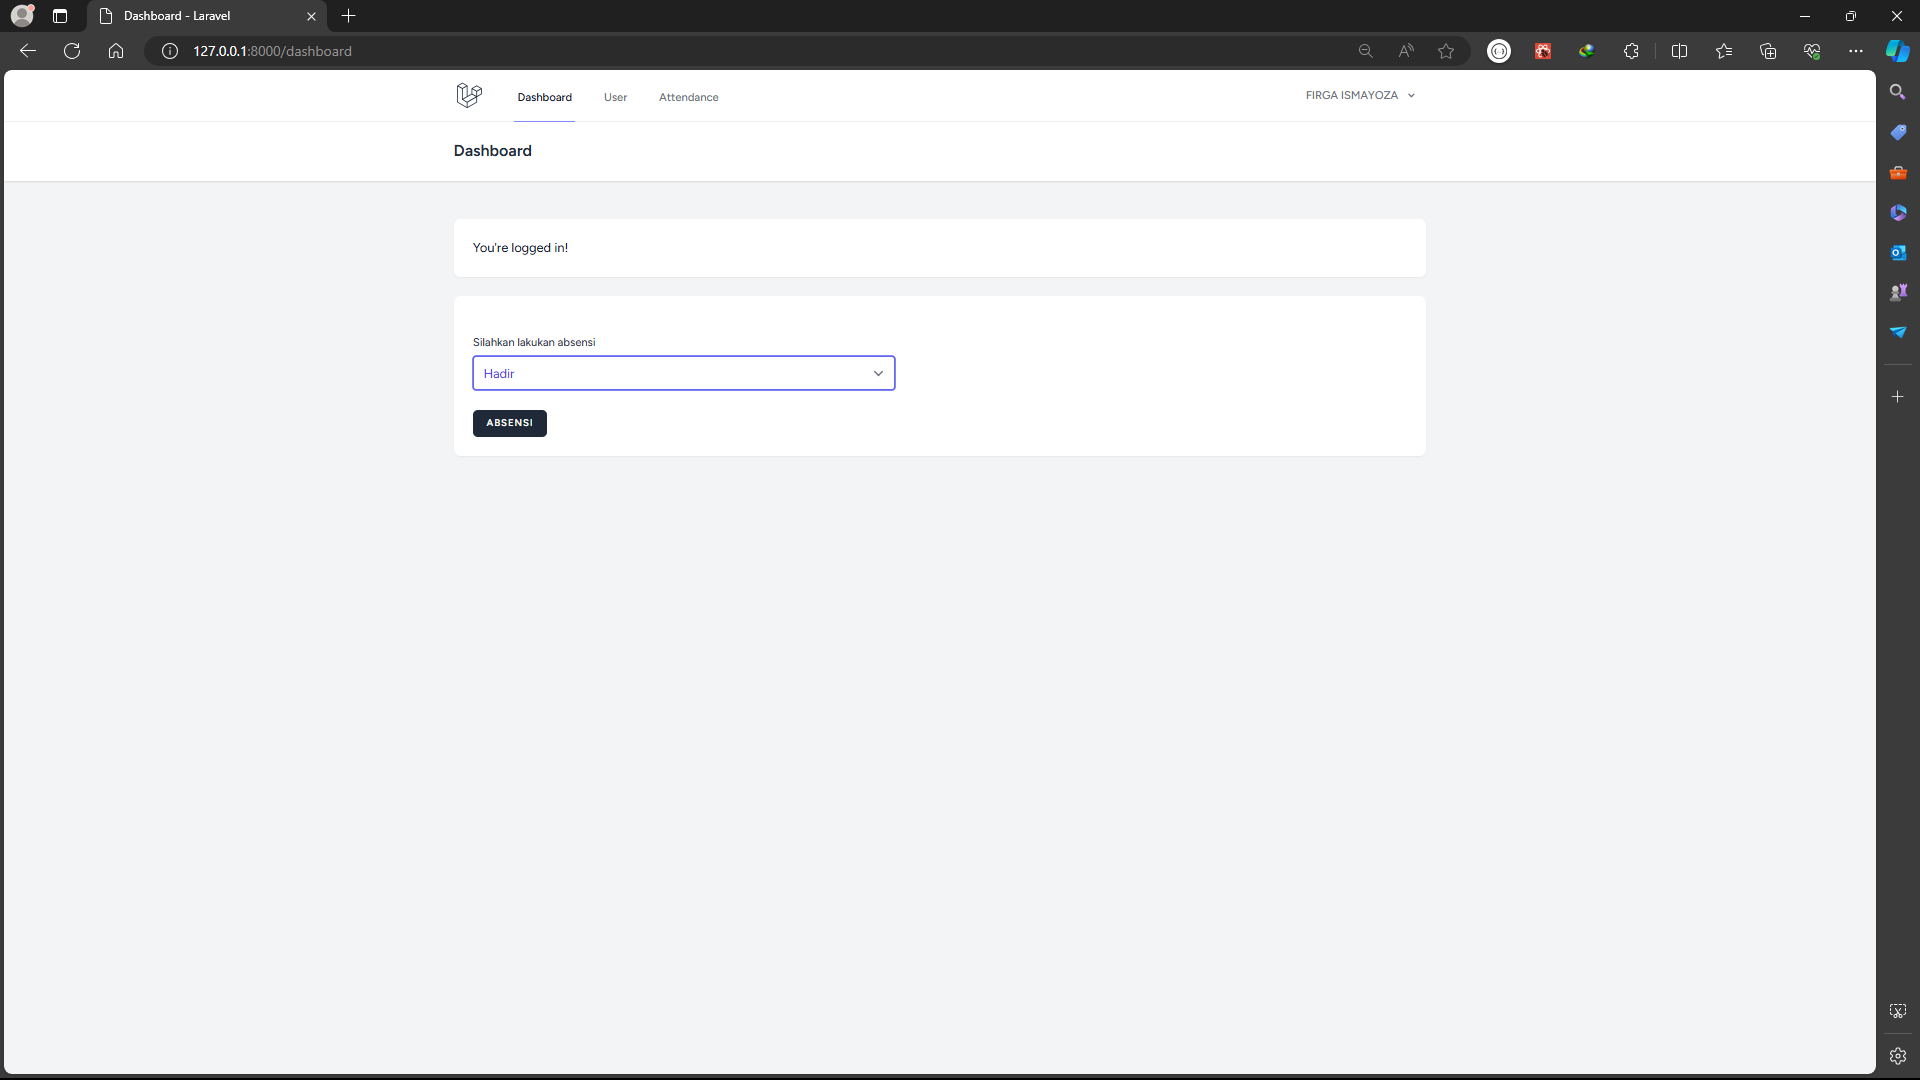 Dashboard - Laravel
127.0.0.1:8000/dashboard
Dashboard
User
Attendance
FIRGA ISMAYOZA
Dashboard
You're logged in!
Silahkan lakukan absensi
Hadir
ABSENSI